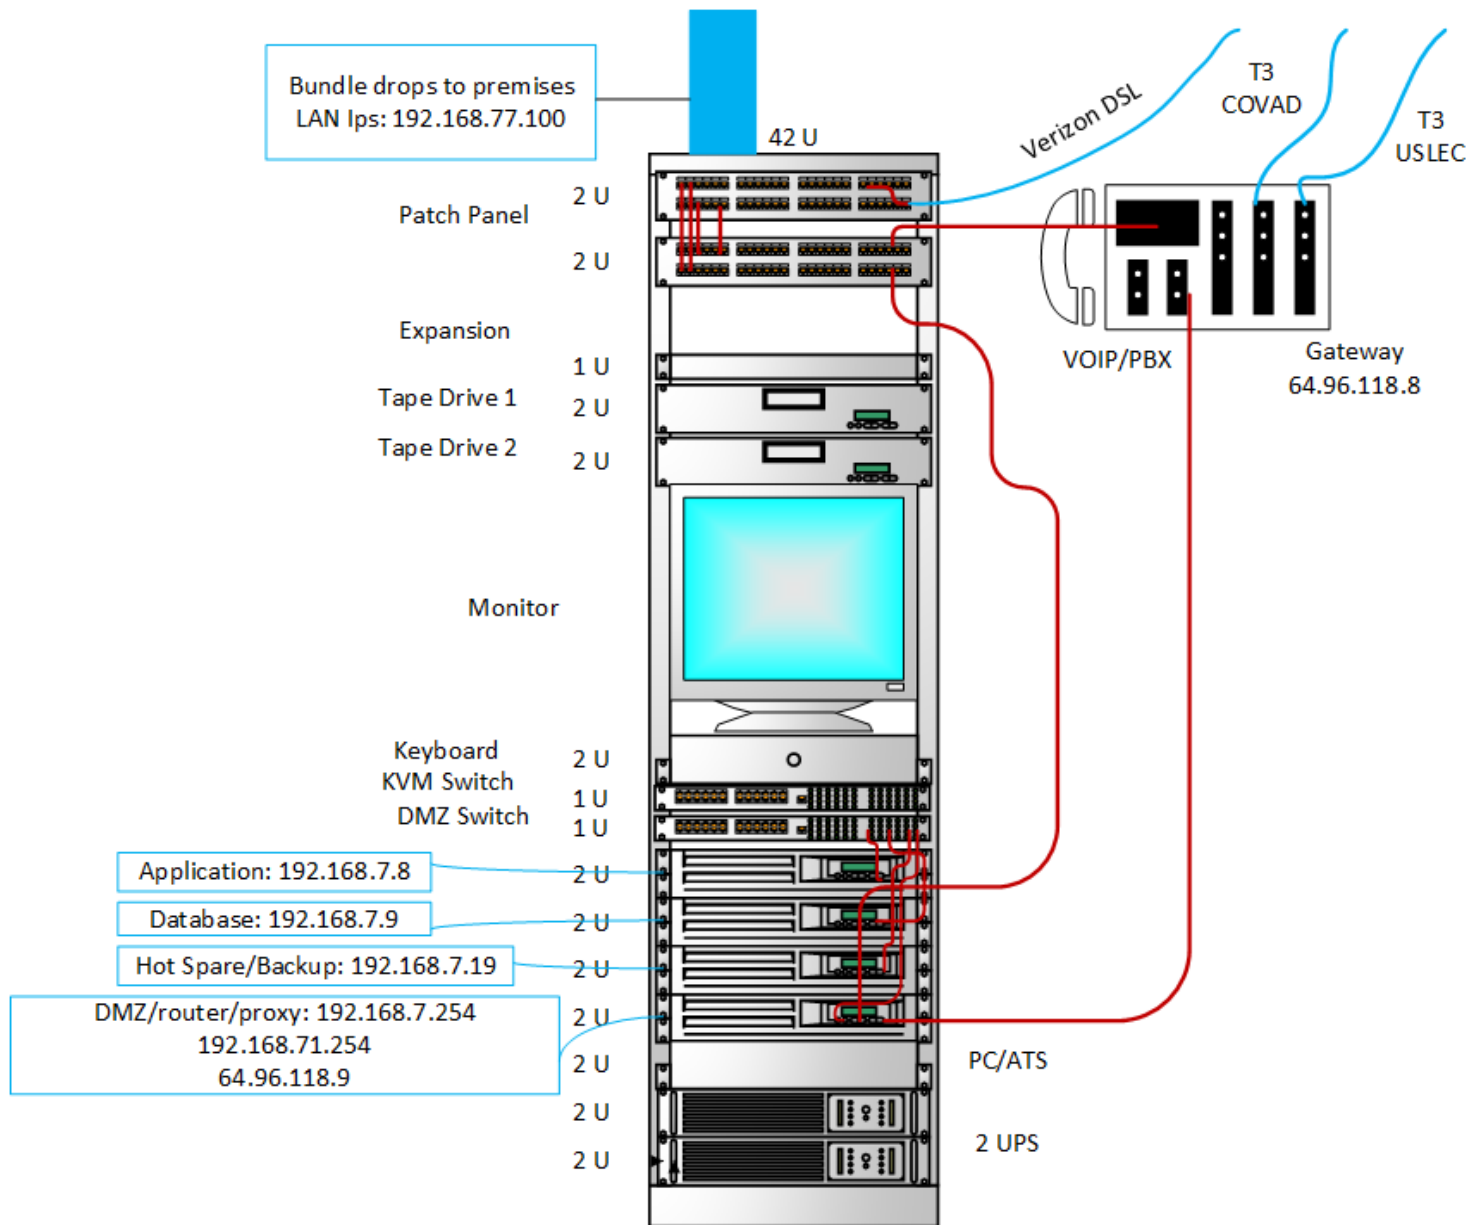 Bundle drops to premises
LAN Ips: 192.168.77.100
42 U
Verizon DSL
T3
COVAD
T3
USLEC
2 U
Patch Panel
2 U
Expansion
1 U
VOIP/PBX
Gateway
64.96.118.8
Tape Drive 1
2 U
Tape Drive 2
2 U
Monitor
Keyboard
2 U
KVM Switch
1 U
DMZ Switch
1 U
Application: 192.168.7.8
2 U
Database: 192.168.7.9
2 U
Hot Spare/Backup: 192.168.7.19
2 U
DMZ/router/proxy: 192.168.7.254
192.168.71.254
64.96.118.9
2 U
2 U
PC/ATS
2 U
2 UPS
2 U